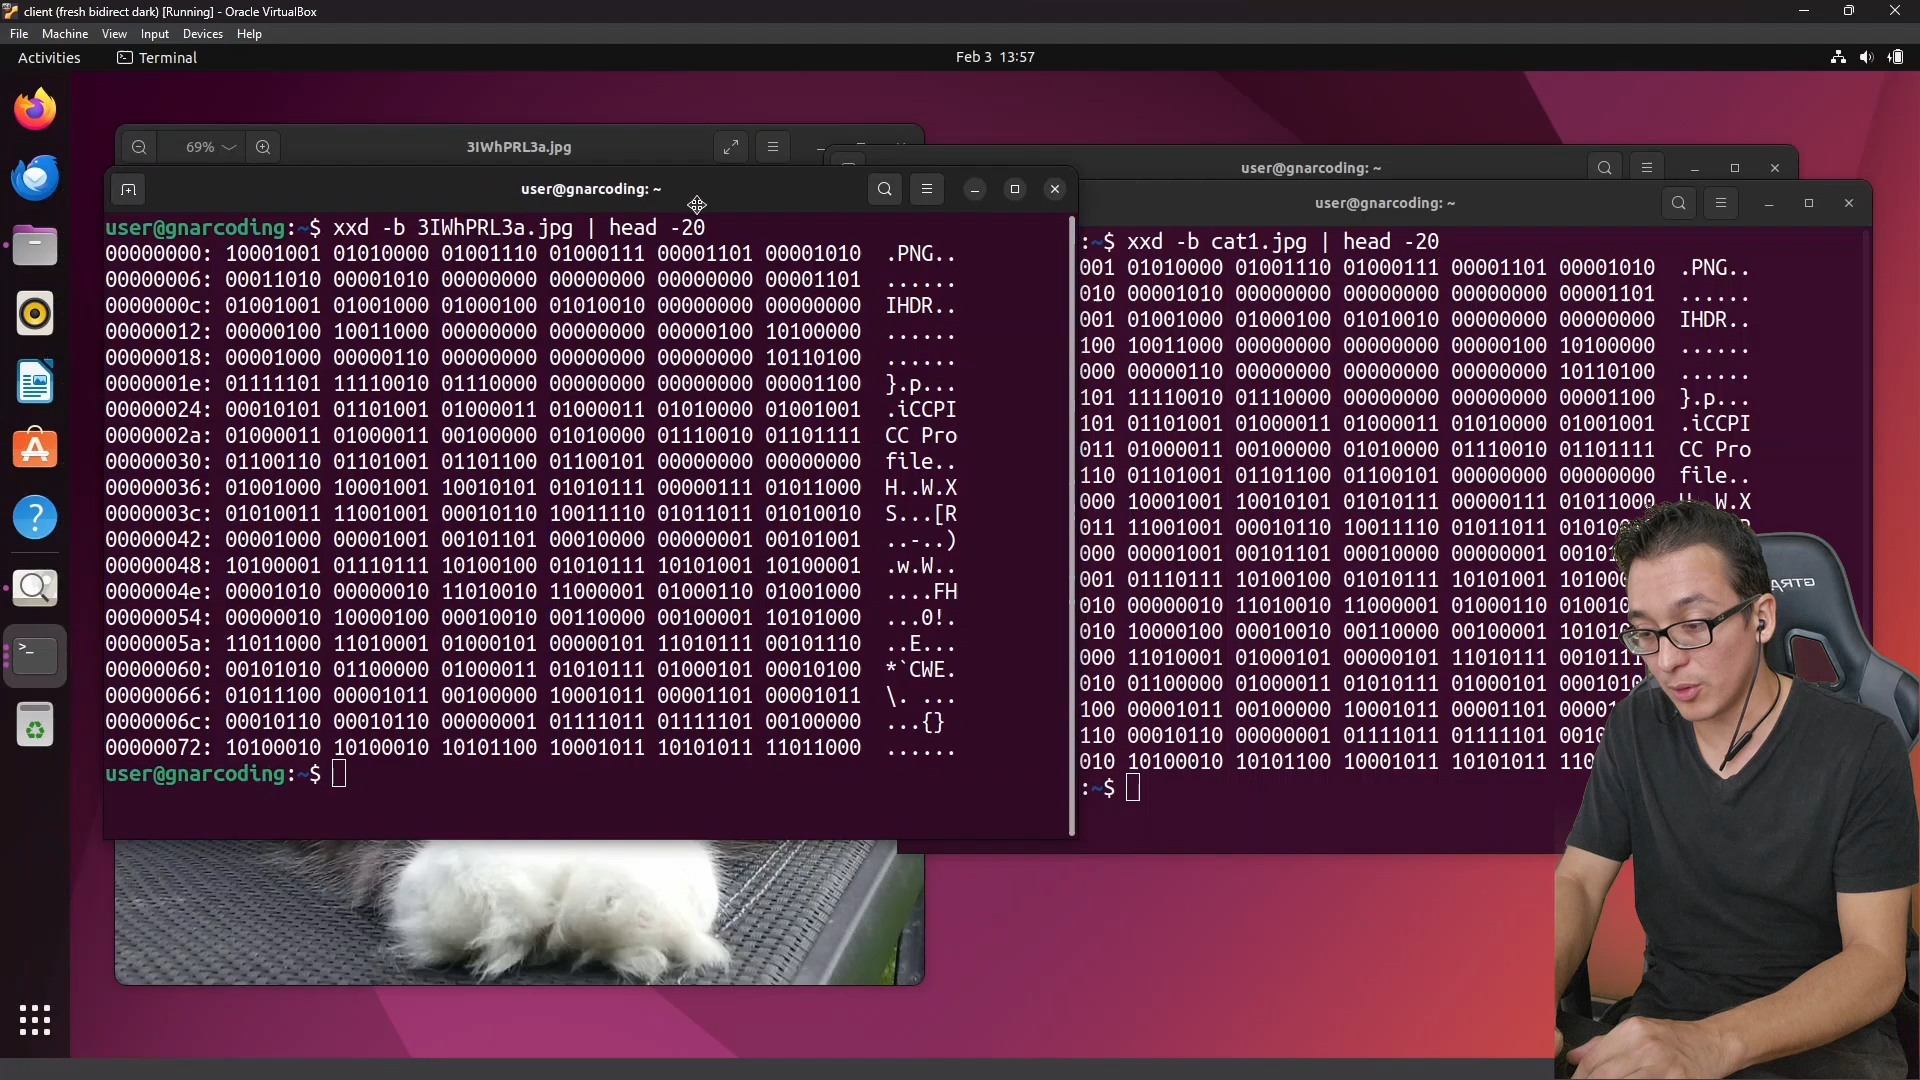 client (fresh bidirect dark) [Running] - Oracle VirtualBox
File Machine View Input Devices Help
Activities Terminal Feb 3 13:57
69% 3IWhPRL3a.jpg
user@gnarcoding: ~
user@gnarcoding: ~
user@gnarcoding: ~
user@gnarcoding:~$ xxd -b 3IWhPRL3a.jpg | head -20
00000000: 10001001 01010000 01001110 01000111 00001101 00001010 .PNG..
00000006: 00011010 00001010 00000000 00000000 00000000 00001101 ......
0000000c: 01001001 01001000 01000100 01010010 00000000 00000000 IHDR..
00000012: 00000100 10011000 00000000 00000000 00000100 10100000 ......
00000018: 00001000 00000110 00000000 00000000 00000000 10110100 ......
0000001e: 01111101 11110010 01110000 00000000 00000000 00001100 }.p...
00000024: 00010101 01101001 01000011 01000011 01010000 01001001 .iCCPI
0000002a: 01000011 01000011 00100000 01010000 01110010 01101111 CC Pro
00000030: 01100110 01101001 01101100 01100101 00000000 00000000 file..
00000036: 01001000 10001001 10010101 01010111 00000111 01011000 H..W.X
0000003c: 01010011 11001001 00010110 10011110 01011011 01010010 S...[R
00000042: 00001000 00001001 00101101 00010000 00000001 00101001 ..-..)
00000048: 10100001 01110111 10100100 01010111 10101001 10100001 .w.W..
0000004e: 00001010 00000010 11010010 11000001 01000110 01001000 ....FH
00000054: 00000010 10000100 00010010 00110000 00100001 10101000 ...0!.
0000005a: 11011000 11010001 01000101 00000101 11010111 00101110 ..E...
00000060: 00101010 01100000 01000011 01010111 01000101 00010100 *`CWE.
00000066: 01011100 00001011 00100000 10001011 00001101 00001011 \. ...
0000006c: 00010110 00010110 00000001 01111011 01111101 00100000 ...{}
00000072: 10100010 10100010 10101100 10001011 10101011 11011000 ......
user@gnarcoding:~$
:~$ xxd -b cat1.jpg | head -20
001 01010000 01001110 01000111 00001101 00001010 .PNG..
010 00001010 00000000 00000000 00000000 00001101 ......
001 01001000 01000100 01010010 00000000 00000000 IHDR..
100 10011000 00000000 00000000 00000100 10100000 ......
000 00000110 00000000 00000000 00000000 10110100 ......
101 11110010 01110000 00000000 00000000 00001100 }.p...
101 01101001 01000011 01000011 01010000 01001001 .iCCPI
011 01000011 00100000 01010000 01110010 01101111 CC Pro
110 01101001 01101100 01100101 00000000 00000000 file..
000 10001001 10010101 01010111 00000111 01011000 H..W.X
011 11001001 00010110 10011110 01011011 01010
000 00001001 00101101 00010000 00000001 00101
001 01110111 10100100 01010111 10101001 10100
010 00000010 11010010 11000001 01000110 010010
010 10000100 00010010 00110000 00100001 10101
000 11010001 01000101 00000101 11010111 001011
010 01100000 01000011 01010111 01000101 000101
100 00001011 00100000 10001011 00001101 0000
110 00010110 00000001 01111011 01111101 0010
010 10100010 10101100 10001011 10101011 110
:~$